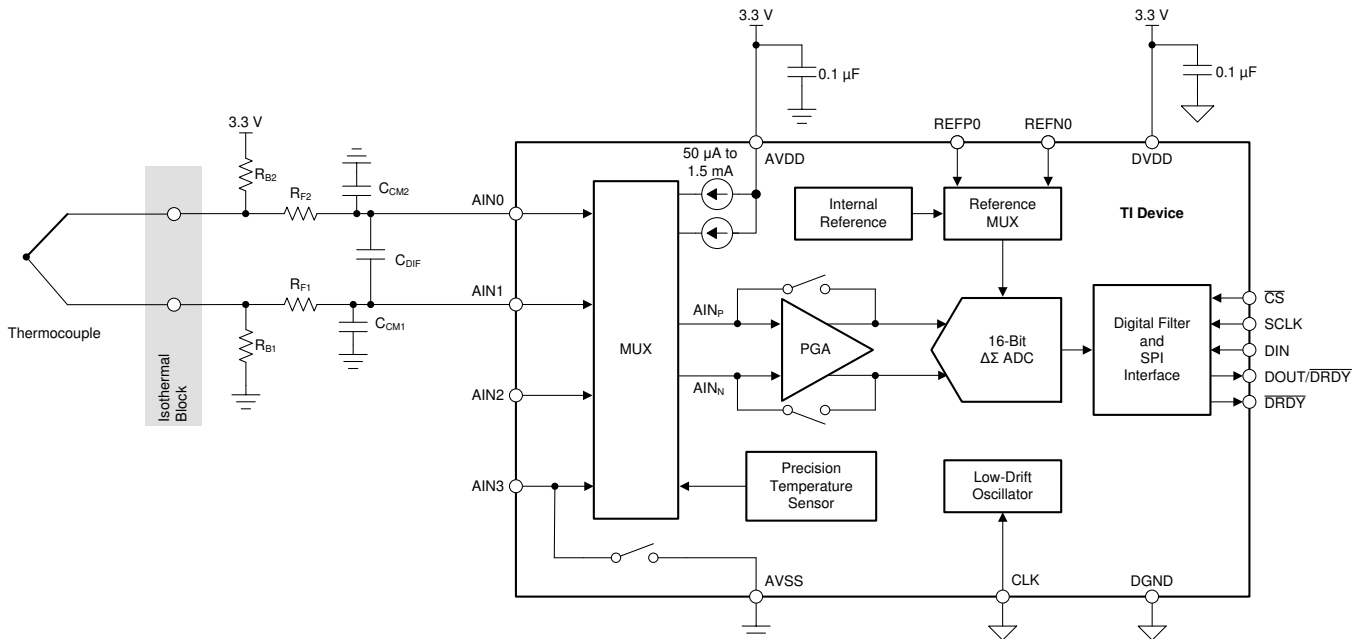 3.3 V
3.3 V
0.1 µF
0.1 µF
3.3 V
REFP0
REFN0
AVDD
DVDD
50 µA to
1.5 mA
RB2
CCM2
RF2
AIN0
Internal
Reference
Reference
MUX
TI Device
CDIF
RF1
AIN1
CCM1
RB1
Thermocouple
Isothermal
Block
MUX
AINP
AINN
PGA
16-Bit
ΔΣ ADC
Digital Filter
and
SPI
Interface
C̅S̅
SCLK
DIN
DOUT/D̅R̅D̅Y̅
D̅R̅D̅Y̅
AIN2
AIN3
Precision
Temperature
Sensor
Low-Drift
Oscillator
AVSS
CLK
DGND